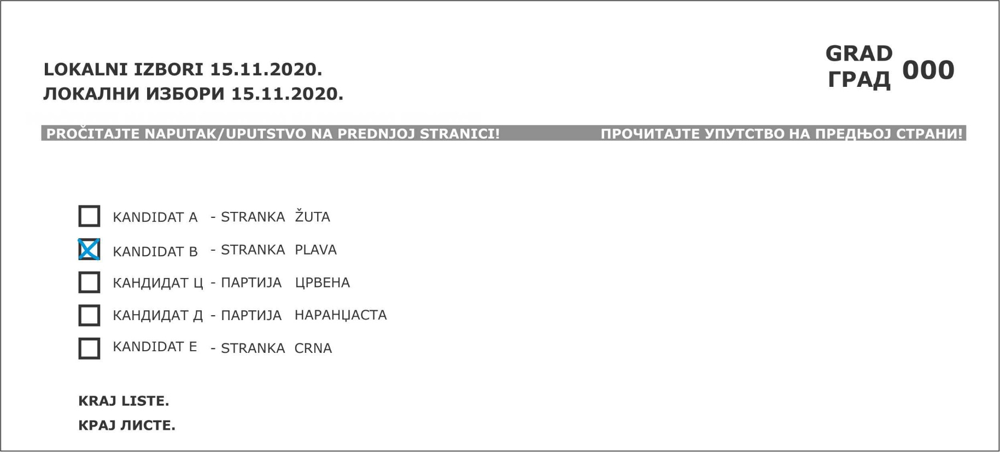 LOKALNI IZBORI 15.11.2020.
ЛОКАЛНИ ИЗБОРИ 15.11.2020.
GRAD
ГРАД
000
PROČITAJTE NAPUTAK/UPUTSTVO NA PREDNJOJ STRANICI! ПРОЧИТАЈТЕ УПУТСТВО НА ПРЕДЊОЈ СТРАНИ!
KANDIDAT A - STRANKA ŽUTA
KANDIDAT B - STRANKA PLAVA
КАНДИДАТ Ц - ПАРТИЈА ЦРВЕНА
КАНДИДАТ Д - ПАРТИЈА НАРАНЏАСТА
KANDIDAT E - STRANKA CRNA
KRAJ LISTE.
КРАЈ ЛИСТЕ.